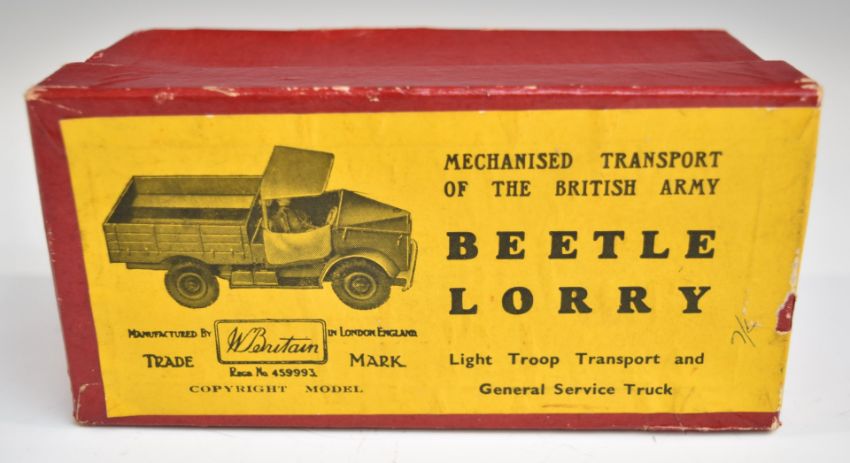 MECHANISED TRANSPORT
OF THE BRITISH ARMY
BEETLE
LORRY
Light Troop Transport and
General Service Truck
MANUFACTURED BY W Britain IN LONDON ENGLAND
TRADE MARK
REGD No 459993.
COPYRIGHT MODEL